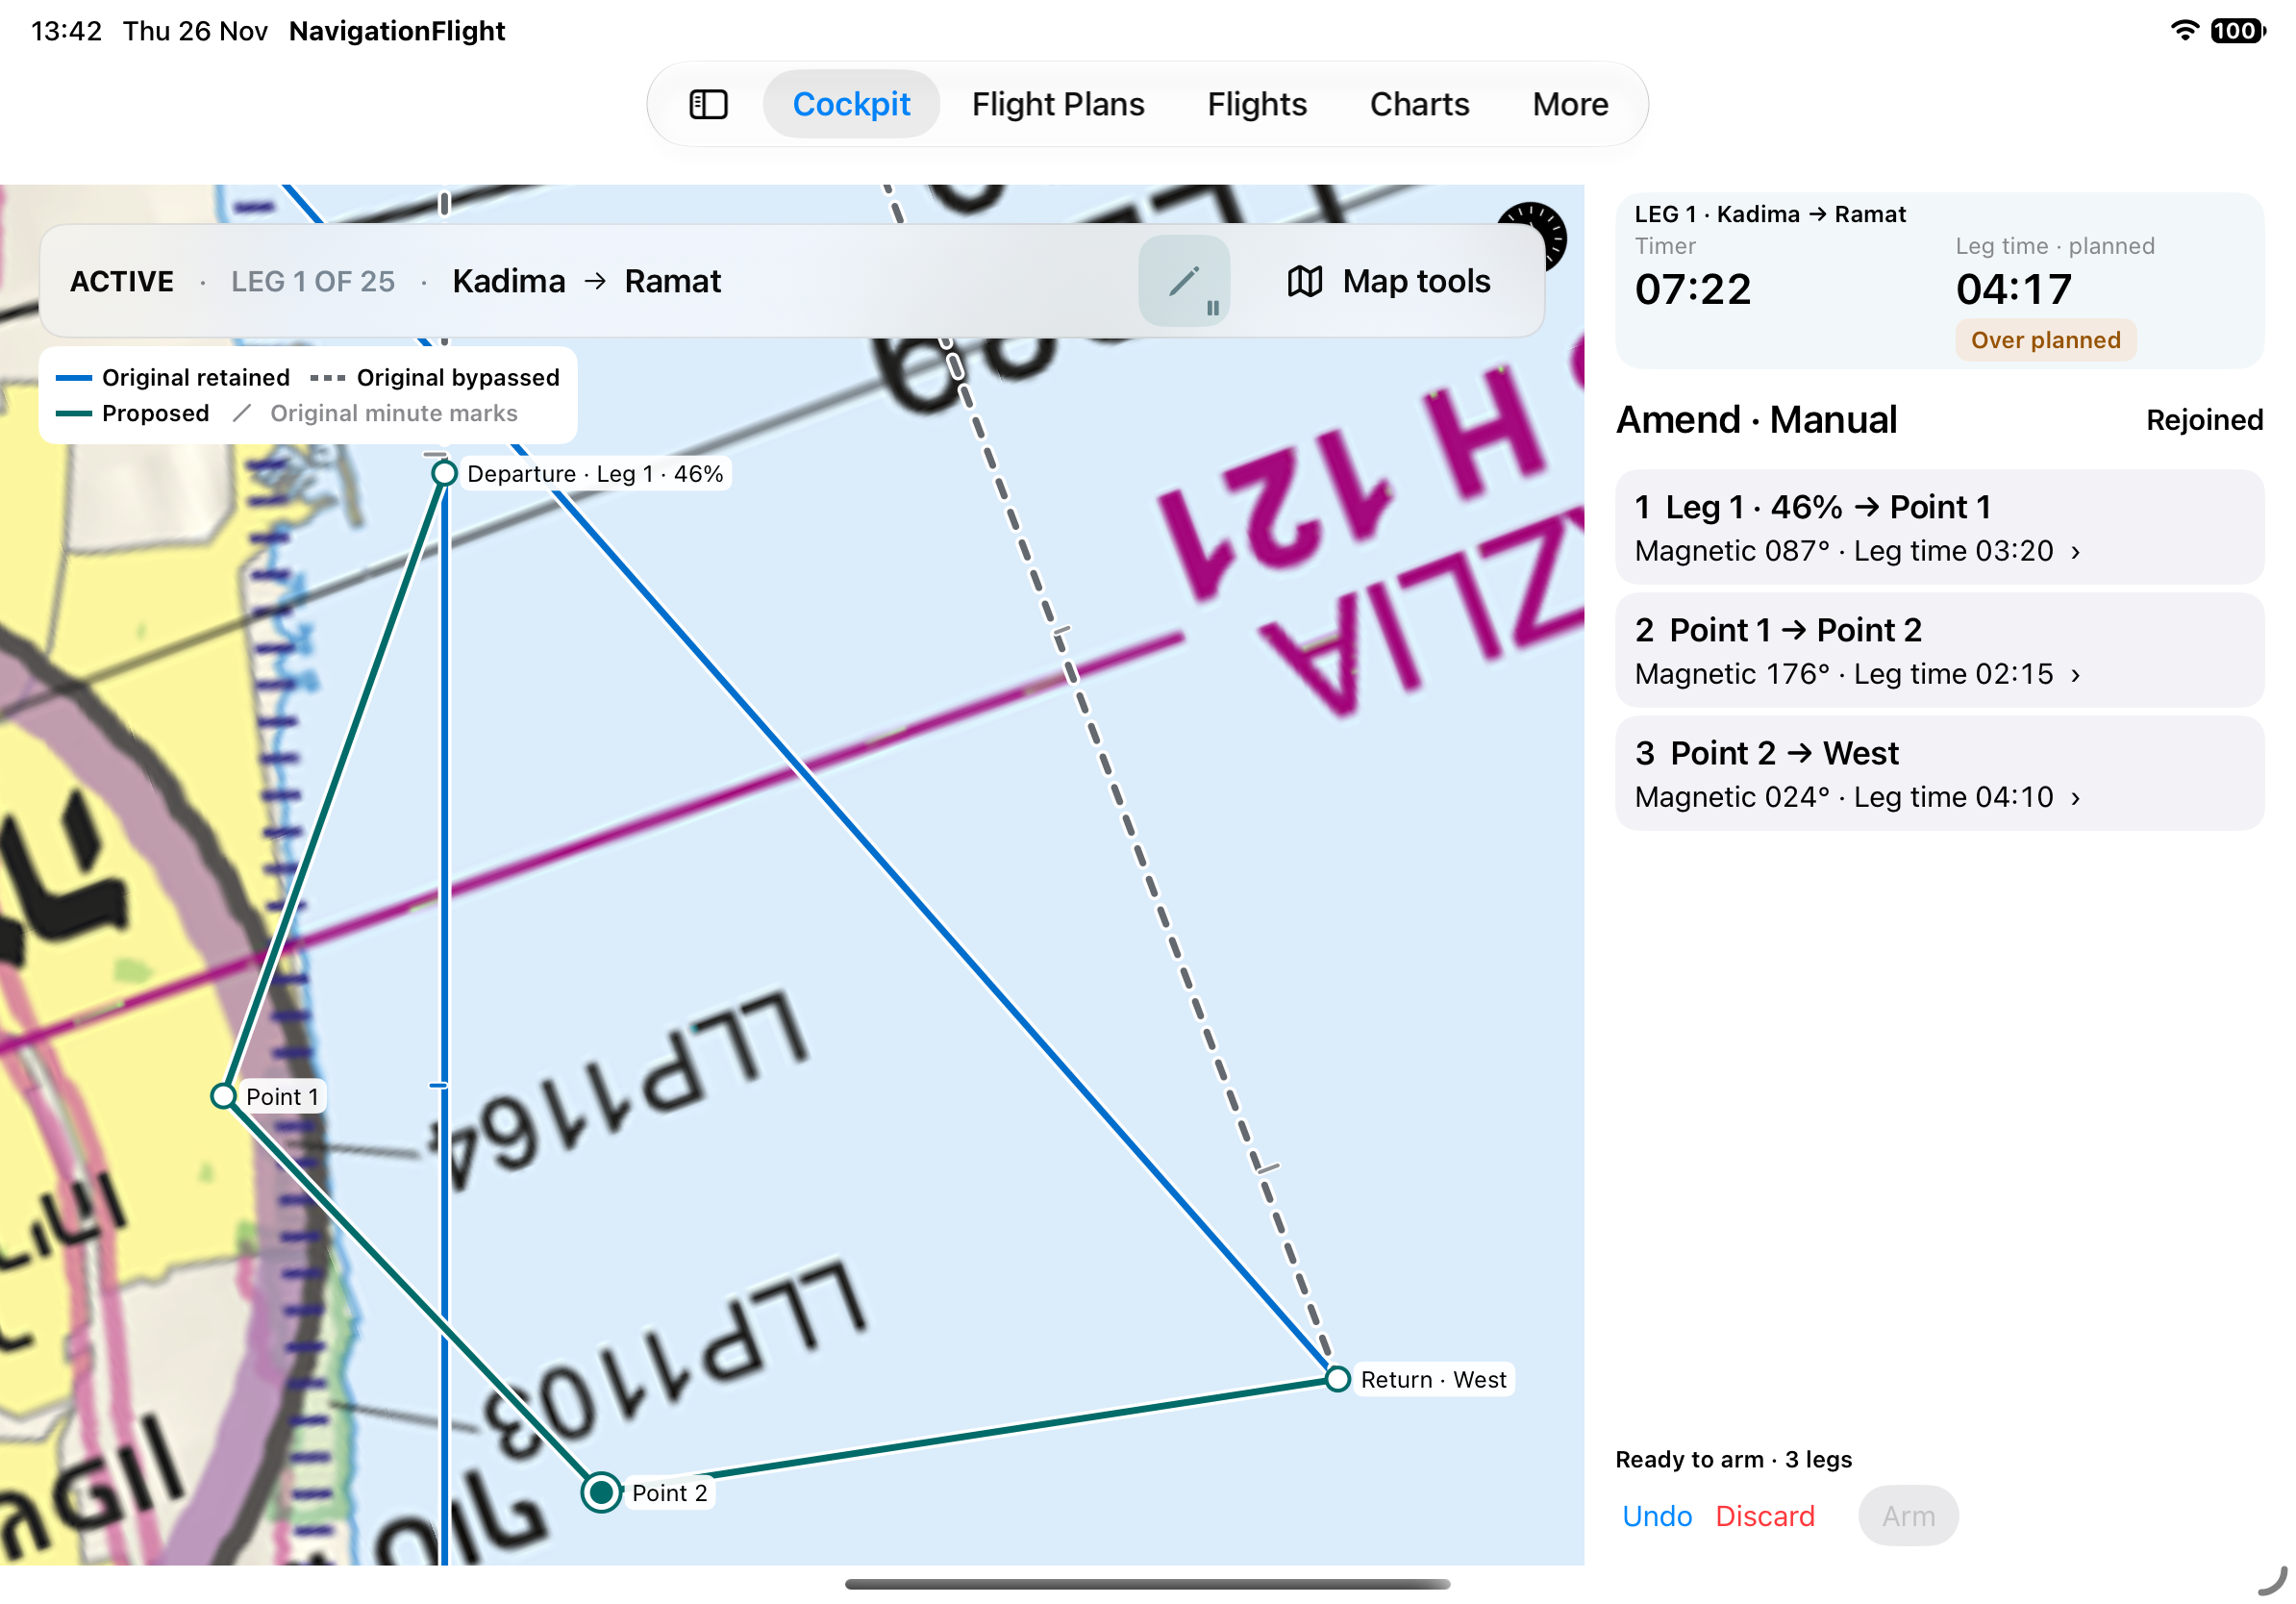 13:42 Thu 26 Nov NavigationFlight
100
Cockpit Flight Plans Flights Charts More
ACTIVE · LEG 1 OF 25 · Kadima → Ramat
Map tools
Original retained Original bypassed
Proposed Original minute marks
Departure · Leg 1 · 46%
H 121
ZLIA
Point 1
LLP1164
LLP1103
Return · West
Point 2
LEG 1 · Kadima → Ramat
Timer Leg time · planned
07:22 04:17
Over planned
Amend · Manual Rejoined
1 Leg 1 · 46% → Point 1
Magnetic 087° · Leg time 03:20 ›
2 Point 1 → Point 2
Magnetic 176° · Leg time 02:15 ›
3 Point 2 → West
Magnetic 024° · Leg time 04:10 ›
Ready to arm · 3 legs
Undo Discard Arm